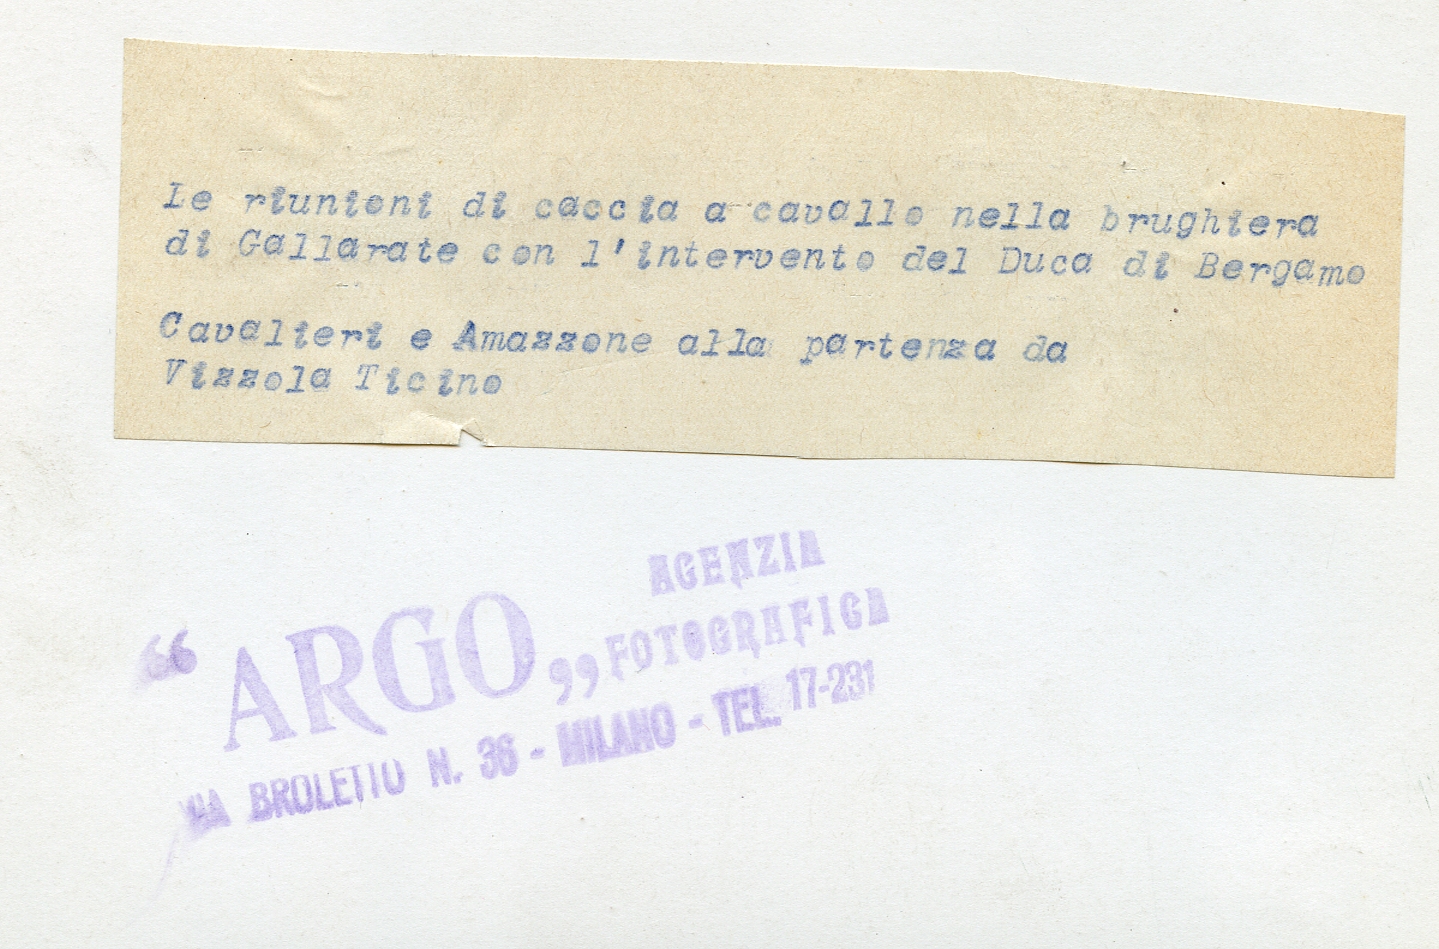 Le riunioni di caccia a cavallo nella brughiera
di Gallarate con l'intervento del Duca di Bergamo
Cavalieri e Amazzone alla partenza da
Vizzola Ticino
“ARGO„
AGENZIA
FOTOGRAFICA
VIA BROLETTO N. 36 - MILANO - TEL. 17-231